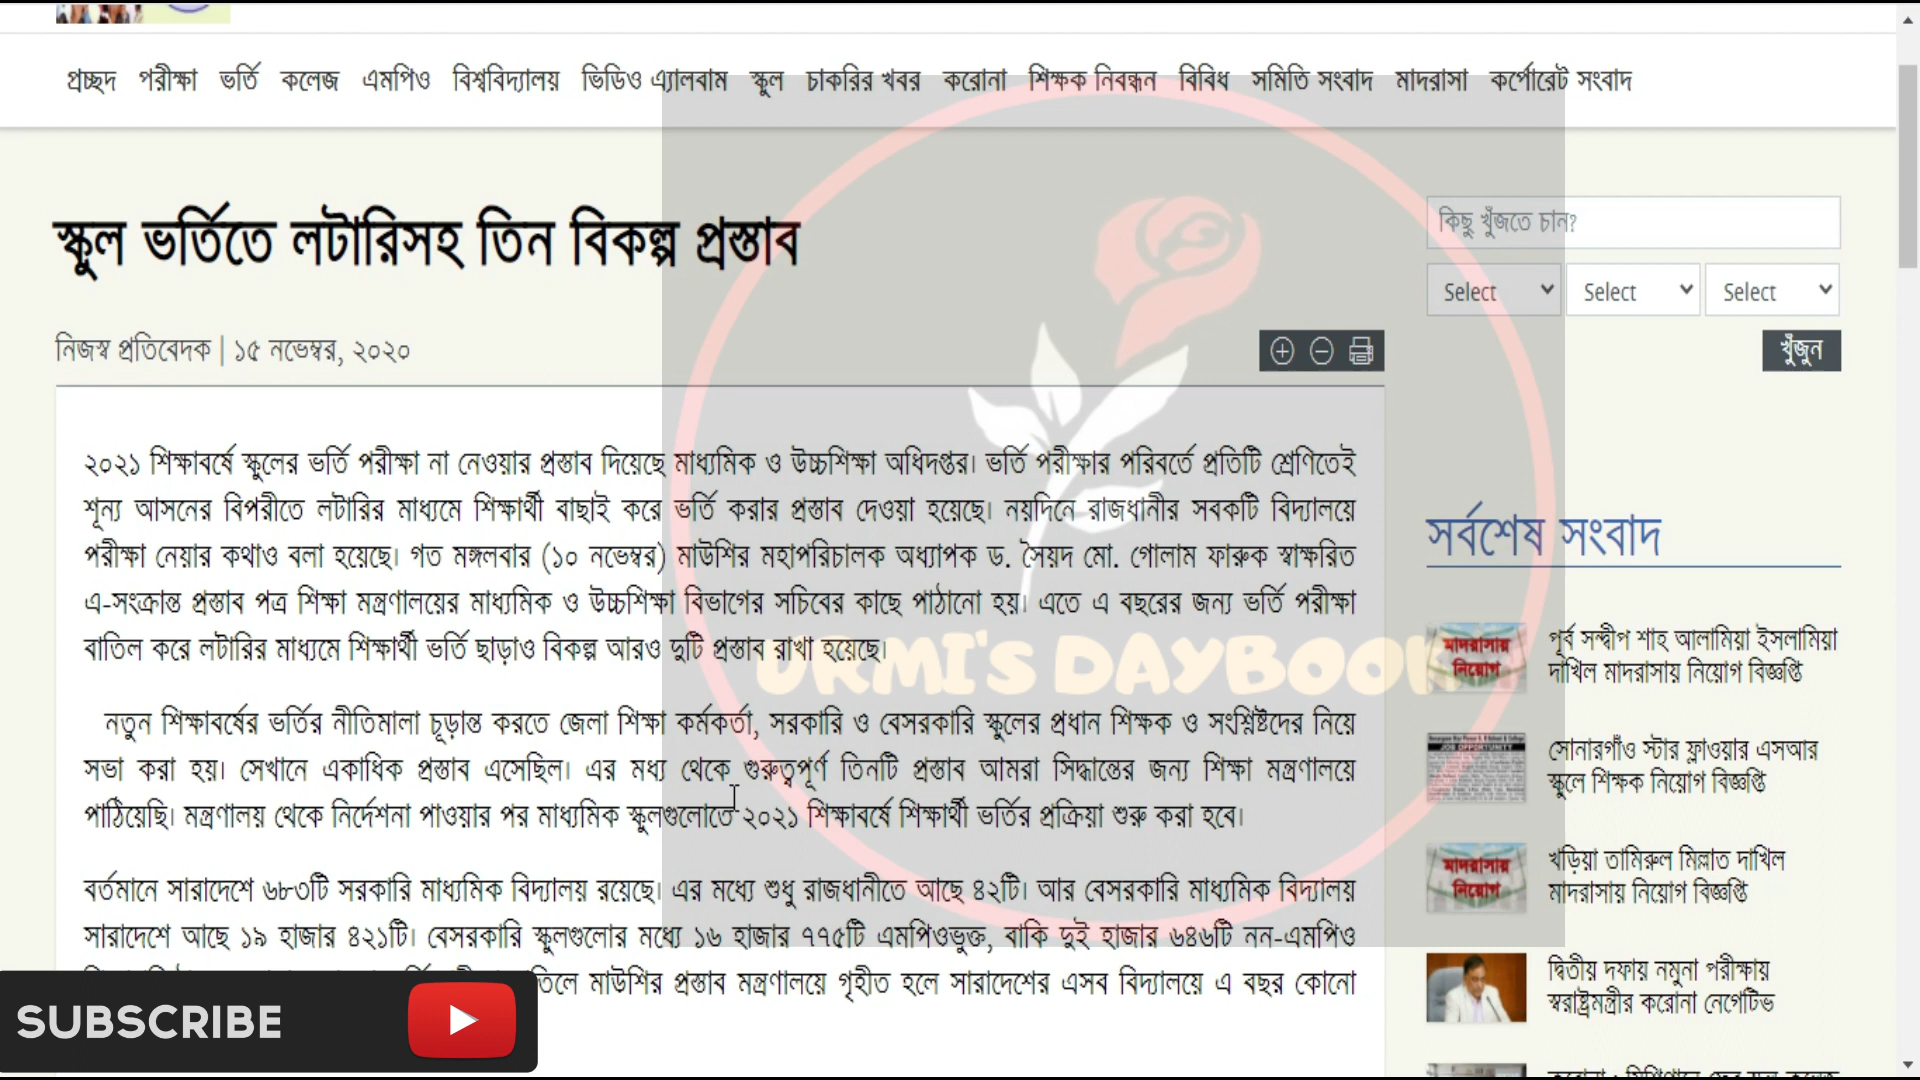 প্রচ্ছদ পরীক্ষা ভর্তি কলেজ এমপিও বিশ্ববিদ্যালয় ভিডিও এ্যালবাম স্কুল চাকরির খবর করোনা শিক্ষক নিবন্ধন বিবিধ সমিতি সংবাদ মাদরাসা কর্পোরেট সংবাদ
স্কুল ভর্তিতে লটারিসহ তিন বিকল্প প্রস্তাব
নিজস্ব প্রতিবেদক | ১৫ নভেম্বর, ২০২০
২০২১ শিক্ষাবর্ষে স্কুলের ভর্তি পরীক্ষা না নেওয়ার প্রস্তাব দিয়েছে মাধ্যমিক ও উচ্চশিক্ষা অধিদপ্তর। ভর্তি পরীক্ষার পরিবর্তে প্রতিটি শ্রেণিতেই
শূন্য আসনের বিপরীতে লটারির মাধ্যমে শিক্ষার্থী বাছাই করে ভর্তি করার প্রস্তাব দেওয়া হয়েছে। নয়দিনে রাজধানীর সবকটি বিদ্যালয়ে
পরীক্ষা নেয়ার কথাও বলা হয়েছে। গত মঙ্গলবার (১০ নভেম্বর) মাউশির মহাপরিচালক অধ্যাপক ড. সৈয়দ মো. গোলাম ফারুক স্বাক্ষরিত
এ-সংক্রান্ত প্রস্তাব পত্র শিক্ষা মন্ত্রণালয়ের মাধ্যমিক ও উচ্চশিক্ষা বিভাগের সচিবের কাছে পাঠানো হয়। এতে এ বছরের জন্য ভর্তি পরীক্ষা
বাতিল করে লটারির মাধ্যমে শিক্ষার্থী ভর্তি ছাড়াও বিকল্প আরও দুটি প্রস্তাব রাখা হয়েছে।
নতুন শিক্ষাবর্ষের ভর্তির নীতিমালা চূড়ান্ত করতে জেলা শিক্ষা কর্মকর্তা, সরকারি ও বেসরকারি স্কুলের প্রধান শিক্ষক ও সংশ্লিষ্টদের নিয়ে
সভা করা হয়। সেখানে একাধিক প্রস্তাব এসেছিল। এর মধ্য থেকে গুরুত্বপূর্ণ তিনটি প্রস্তাব আমরা সিদ্ধান্তের জন্য শিক্ষা মন্ত্রণালয়ে
পাঠিয়েছি। মন্ত্রণালয় থেকে নির্দেশনা পাওয়ার পর মাধ্যমিক স্কুলগুলোতে ২০২১ শিক্ষাবর্ষে শিক্ষার্থী ভর্তির প্রক্রিয়া শুরু করা হবে।
বর্তমানে সারাদেশে ৬৮৩টি সরকারি মাধ্যমিক বিদ্যালয় রয়েছে। এর মধ্যে শুধু রাজধানীতে আছে ৪২টি। আর বেসরকারি মাধ্যমিক বিদ্যালয়
সারাদেশে আছে ১৯ হাজার ৪২১টি। বেসরকারি স্কুলগুলোর মধ্যে ১৬ হাজার ৭৭৫টি এমপিওভুক্ত, বাকি দুই হাজার ৬৪৬টি নন-এমপিও
মাউশির প্রস্তাব মন্ত্রণালয়ে গৃহীত হলে সারাদেশের এসব বিদ্যালয়ে এ বছর কোনো
কিছু খুঁজতে চান?
Select Select Select
খুঁজুন
সর্বশেষ সংবাদ
মাদরাসায়
নিয়োগ
পূর্ব সন্দ্বীপ শাহ আলামিয়া ইসলামিয়া
দাখিল মাদরাসায় নিয়োগ বিজ্ঞপ্তি
JOB OPPORTUNITY
সোনারগাঁও স্টার ফ্লাওয়ার এসআর
স্কুলে শিক্ষক নিয়োগ বিজ্ঞপ্তি
মাদরাসায়
নিয়োগ
খড়িয়া তামিরুল মিল্লাত দাখিল
মাদরাসায় নিয়োগ বিজ্ঞপ্তি
দ্বিতীয় দফায় নমুনা পরীক্ষায়
স্বরাষ্ট্রমন্ত্রীর করোনা নেগেটিভ
URMI'S DAYBOOK
SUBSCRIBE